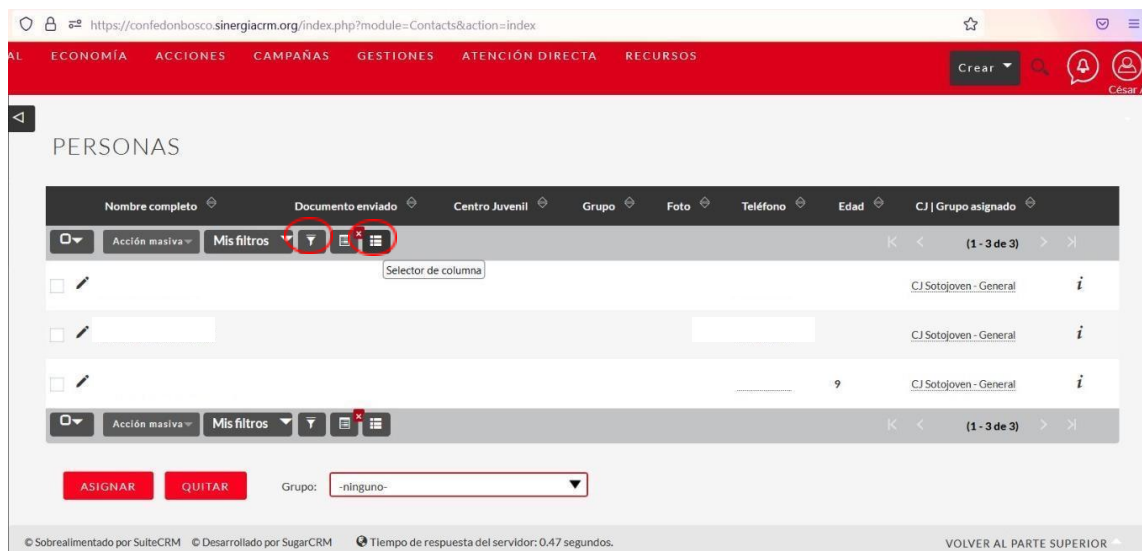 https://confedonbosco.sinergiacrm.org/index.php?module=Contacts&action=index
AL ECONOMÍA ACCIONES CAMPAÑAS GESTIONES ATENCIÓN DIRECTA RECURSOS Crear
César A
PERSONAS
Nombre completo Documento enviado Centro Juvenil Grupo Foto Teléfono Edad CJ | Grupo asignado
Acción masiva Mis filtros (1 - 3 de 3)
Selector de columna
CJ Sotojoven - General i
CJ Sotojoven - General i
9 CJ Sotojoven - General i
Acción masiva Mis filtros (1 - 3 de 3)
ASIGNAR QUITAR Grupo: -ninguno-
© Sobrealimentado por SuiteCRM © Desarrollado por SugarCRM Tiempo de respuesta del servidor: 0.47 segundos. VOLVER AL PARTE SUPERIOR